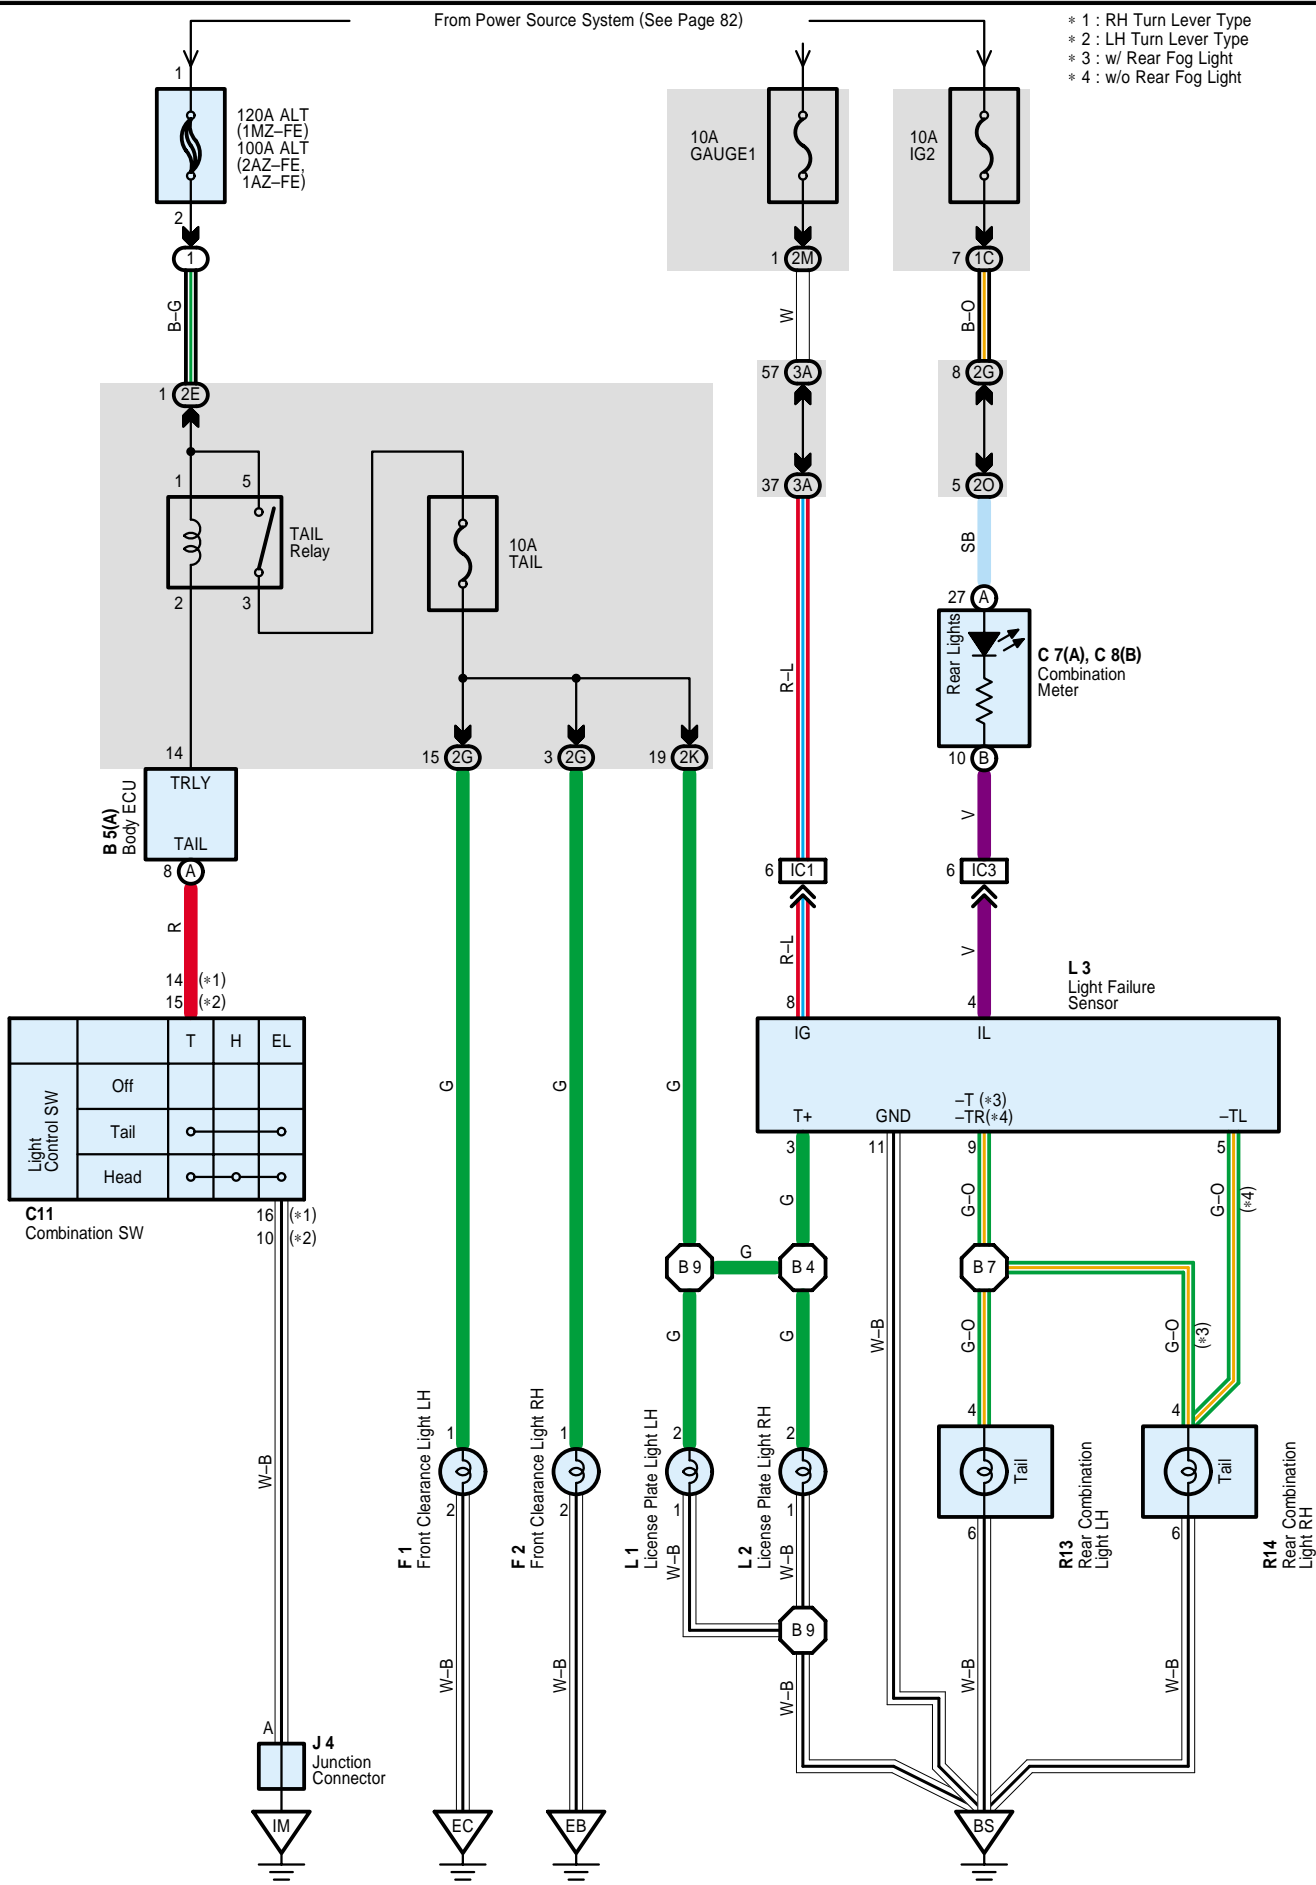 From Power Source System (See Page 82)
∗ 1 : RH Turn Lever Type
∗ 2 : LH Turn Lever Type
∗ 3 : w/ Rear Fog Light
∗ 4 : w/o Rear Fog Light
1
120A ALT
(1MZ–FE)
100A ALT
(2AZ–FE,
1AZ–FE)
2
1
10A
GAUGE1
1 2M
10A
IG2
7 1C
B–G
W
B–O
1 2E
57 3A
8 2G
1 5
TAIL
Relay
2 3
10A
TAIL
37 3A
5 2O
SB
27 A
Rear Lights
C 7(A), C 8(B)
Combination
Meter
10 B
R–L
V
14
15 2G
3 2G
19 2K
TRLY
TAIL
B 5(A)
Body ECU
8 A
R
14 (∗1)
15 (∗2)
6 IC1
6 IC3
R–L
V
8
4
L 3
Light Failure
Sensor
IG
IL
T+
GND
–T (∗3)
–TR(∗4)
–TL
3
11
9
5
T H EL
Light
Control SW
Off
Tail
Head
C11
Combination SW
16 (∗1)
10 (∗2)
G
G
G
G
G–O
G–O
(∗4)
B 9
G
B 4
B 7
G
G
W–B
G–O
G–O
(∗3)
1
1
2
2
4
4
F 1
Front Clearance Light LH
F 2
Front Clearance Light RH
L 1
License Plate Light LH
L 2
License Plate Light RH
Tail
R13
Rear Combination
Light LH
Tail
R14
Rear Combination
Light RH
2
2
1
1
6
6
W–B
W–B
W–B
B 9
W–B
W–B
W–B
W–B
W–B
A
J 4
Junction
Connector
IM
EC
EB
BS